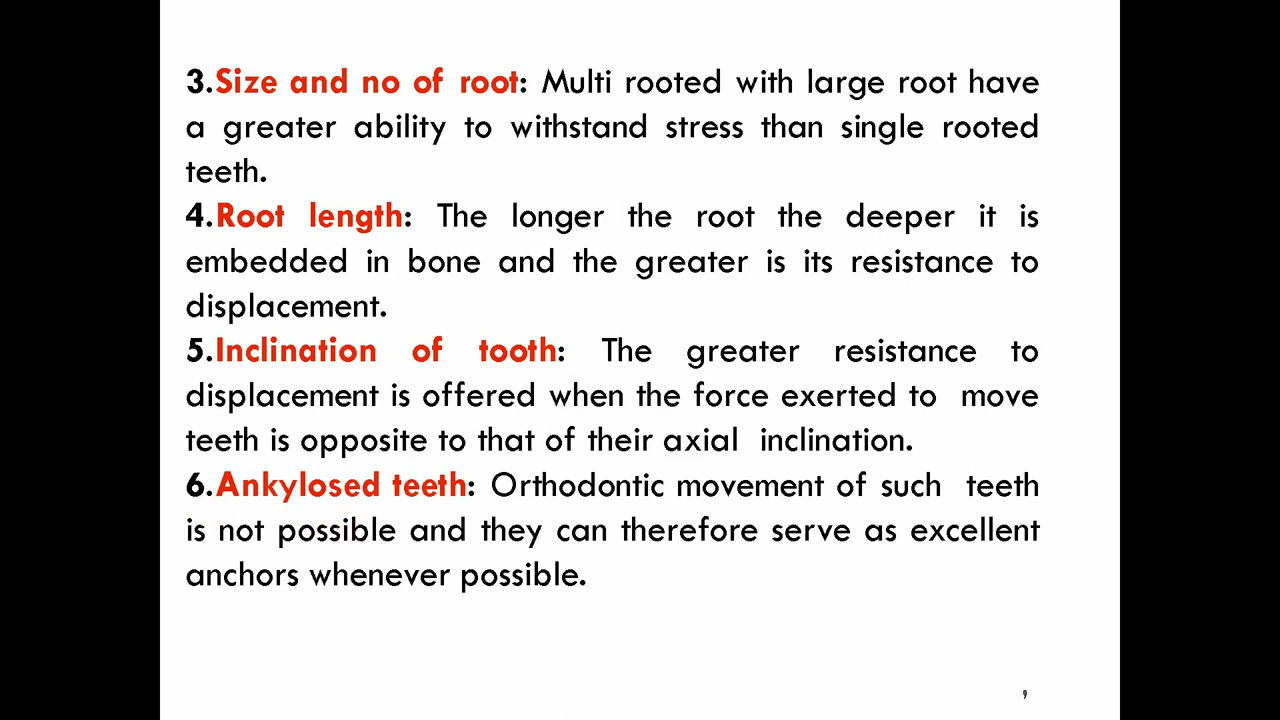 3.Size and no of root: Multi rooted with large root have
a greater ability to withstand stress than single rooted
teeth.
4.Root length: The longer the root the deeper it is
embedded in bone and the greater is its resistance to
displacement.
5.Inclination of tooth: The greater resistance to
displacement is offered when the force exerted to move
teeth is opposite to that of their axial inclination.
6.Ankylosed teeth: Orthodontic movement of such teeth
is not possible and they can therefore serve as excellent
anchors whenever possible.